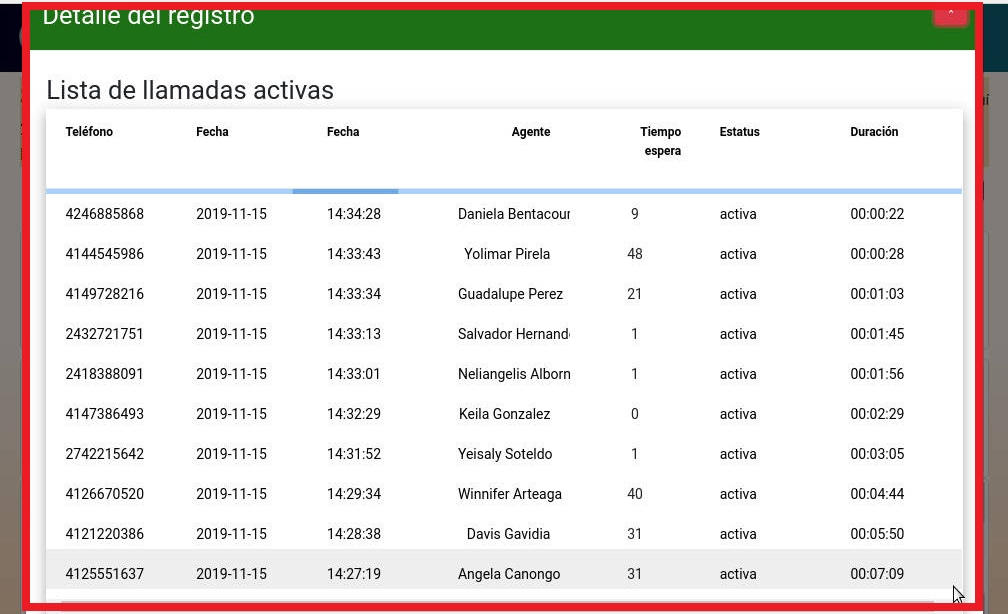 Detalle del registro
Lista de llamadas activas
Teléfono Fecha Fecha Agente Tiempo espera Estatus Duración
4246885868 2019-11-15 14:34:28 Daniela Bentacour 9 activa 00:00:22
4144545986 2019-11-15 14:33:43 Yolimar Pirela 48 activa 00:00:28
4149728216 2019-11-15 14:33:34 Guadalupe Perez 21 activa 00:01:03
2432721751 2019-11-15 14:33:13 Salvador Hernand 1 activa 00:01:45
2418388091 2019-11-15 14:33:01 Neliangelis Alborn 1 activa 00:01:56
4147386493 2019-11-15 14:32:29 Keila Gonzalez 0 activa 00:02:29
2742215642 2019-11-15 14:31:52 Yeisaly Soteldo 1 activa 00:03:05
4126670520 2019-11-15 14:29:34 Winnifer Arteaga 40 activa 00:04:44
4121220386 2019-11-15 14:28:38 Davis Gavidia 31 activa 00:05:50
4125551637 2019-11-15 14:27:19 Angela Canongo 31 activa 00:07:09